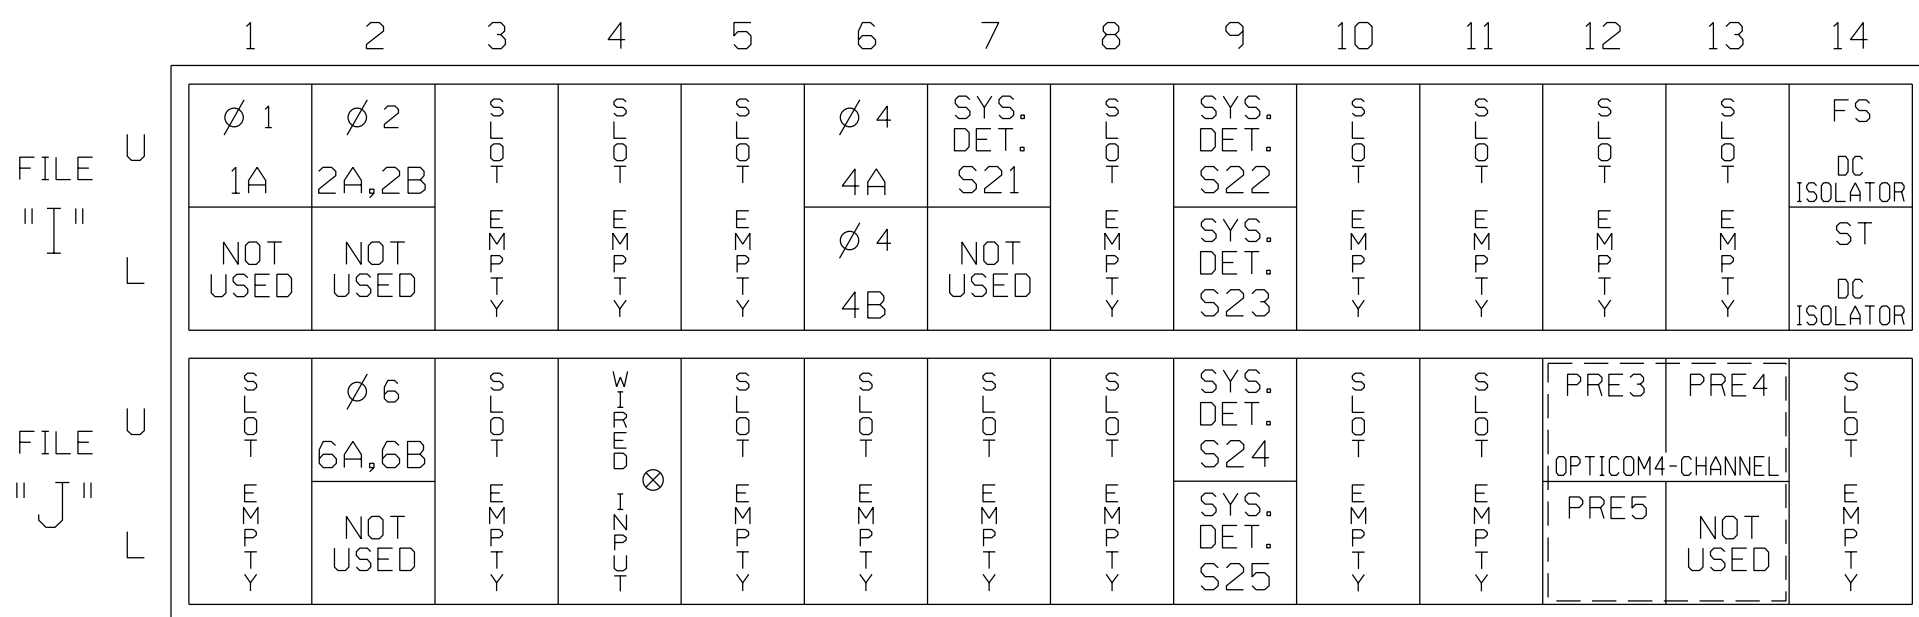 1 2 3 4 5 6 7 8 9 10 11 12 13 14
FILE "I"
U
L
Ø 1
1A
NOT USED
Ø 2
2A,2B
NOT USED
SLOT EMPTY
SLOT EMPTY
SLOT EMPTY
Ø 4
4A
Ø 4
4B
SYS. DET. S21
NOT USED
SLOT EMPTY
SYS. DET. S22
SYS. DET. S23
SLOT EMPTY
SLOT EMPTY
SLOT EMPTY
SLOT EMPTY
FS
DC ISOLATOR
ST
DC ISOLATOR
FILE "J"
U
L
SLOT EMPTY
Ø 6
6A,6B
NOT USED
SLOT EMPTY
WIRED INPUT
⊗
SLOT EMPTY
SLOT EMPTY
SLOT EMPTY
SLOT EMPTY
SYS. DET. S24
SYS. DET. S25
SLOT EMPTY
SLOT EMPTY
PRE3
PRE4
OPTICOM4-CHANNEL
PRE5
NOT USED
SLOT EMPTY